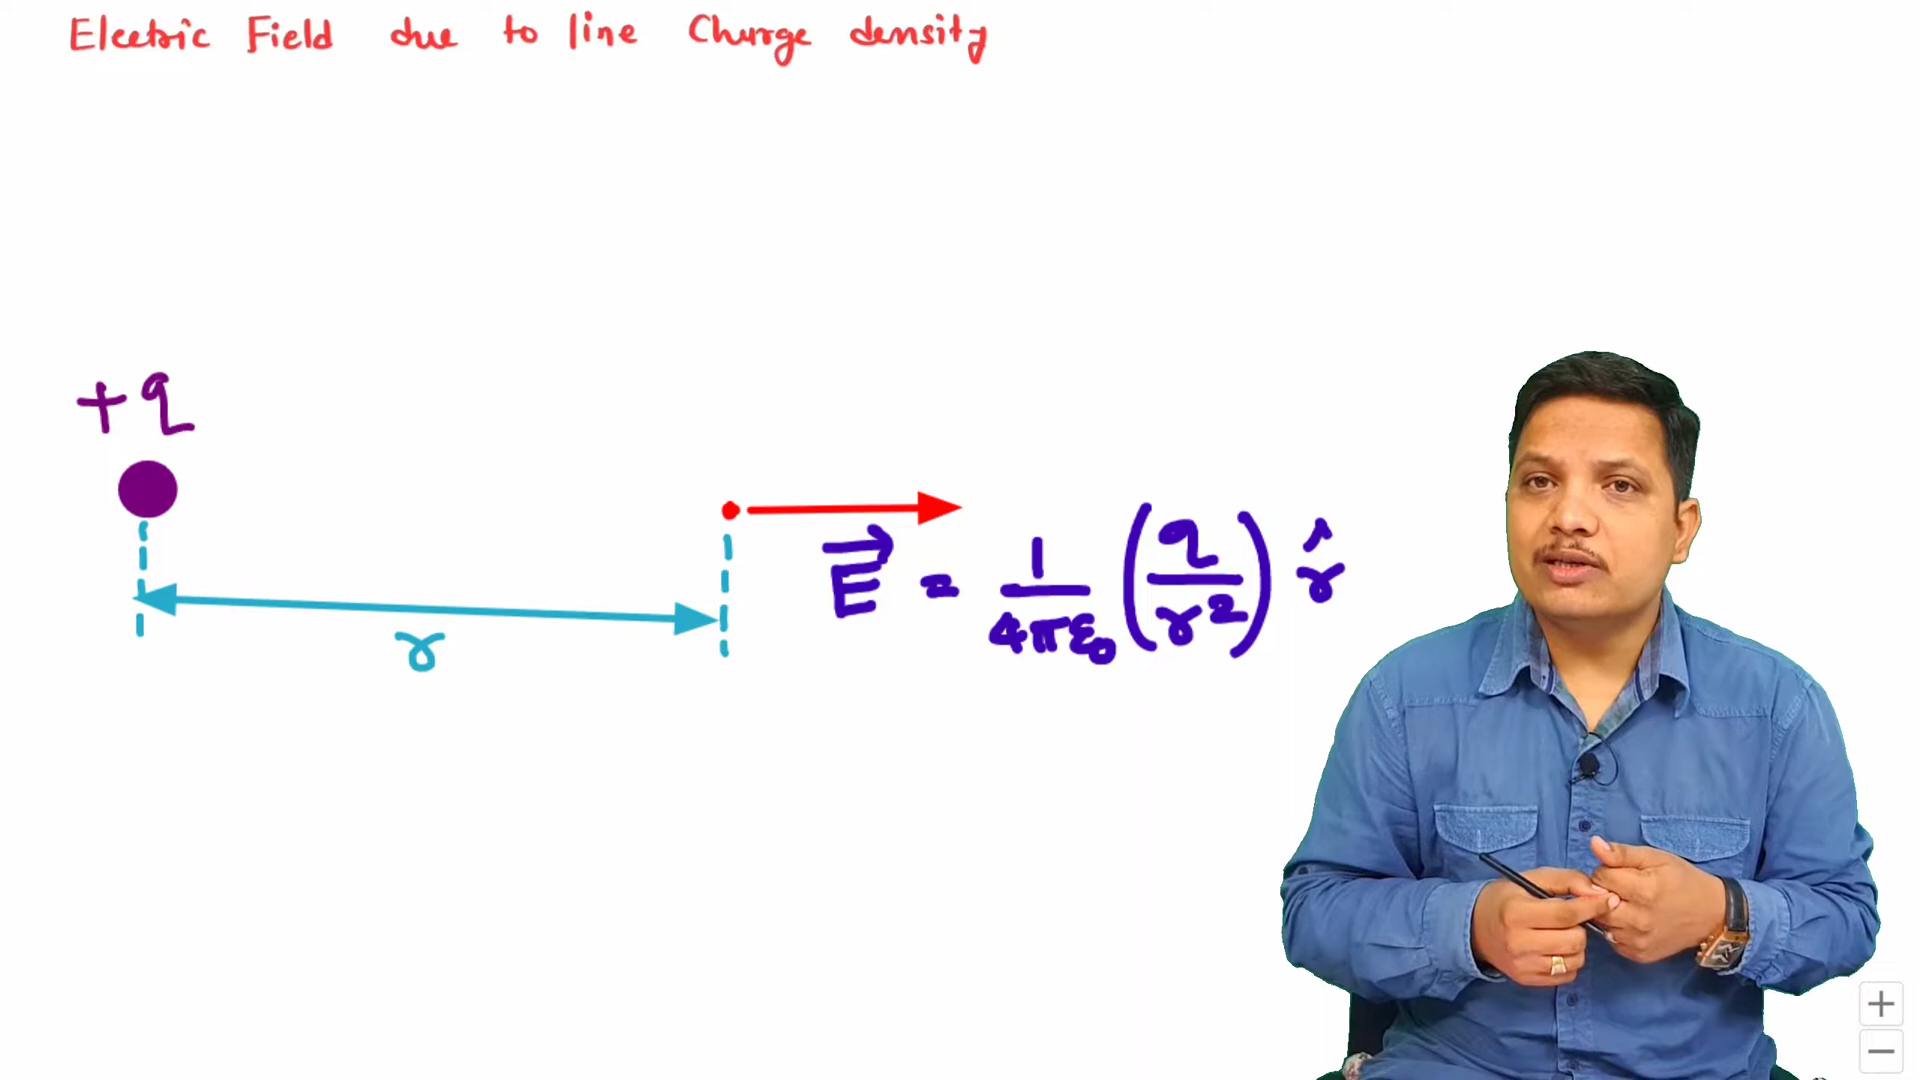 Electric Field due to line Charge density
+q
r
E⃗ = 1/4πε₀ (q/r²) r̂